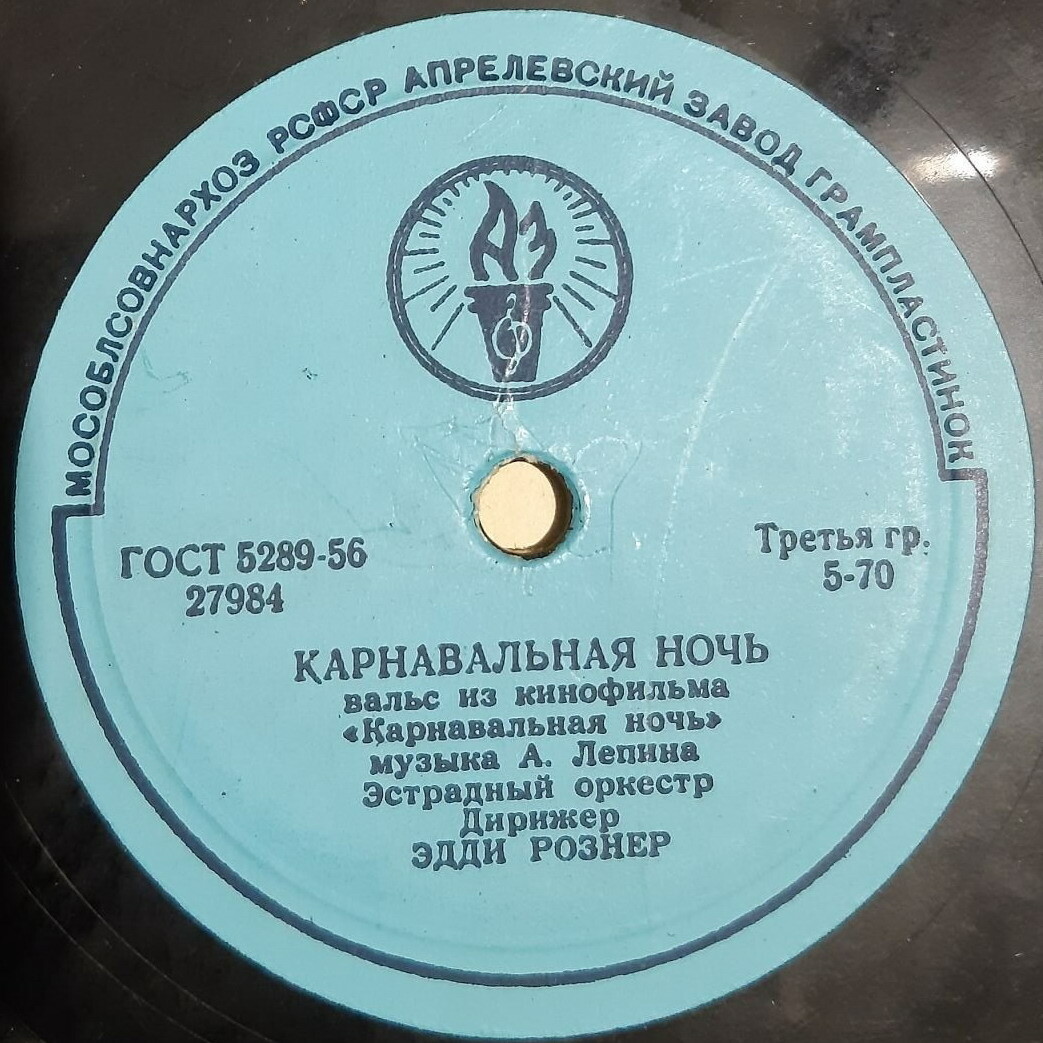 МОСОБЛСОВНАРХОЗ РСФСР АПРЕЛЕВСКИЙ ЗАВОД ГРАМПЛАСТИНОК
АЗ
ГОСТ 5289-56
27984
Третья гр.
5-70
КАРНАВАЛЬНАЯ НОЧЬ
вальс из кинофильма
«Карнавальная ночь»
музыка А. Лепина
Эстрадный оркестр
Дирижер
ЭДДИ РОЗНЕР